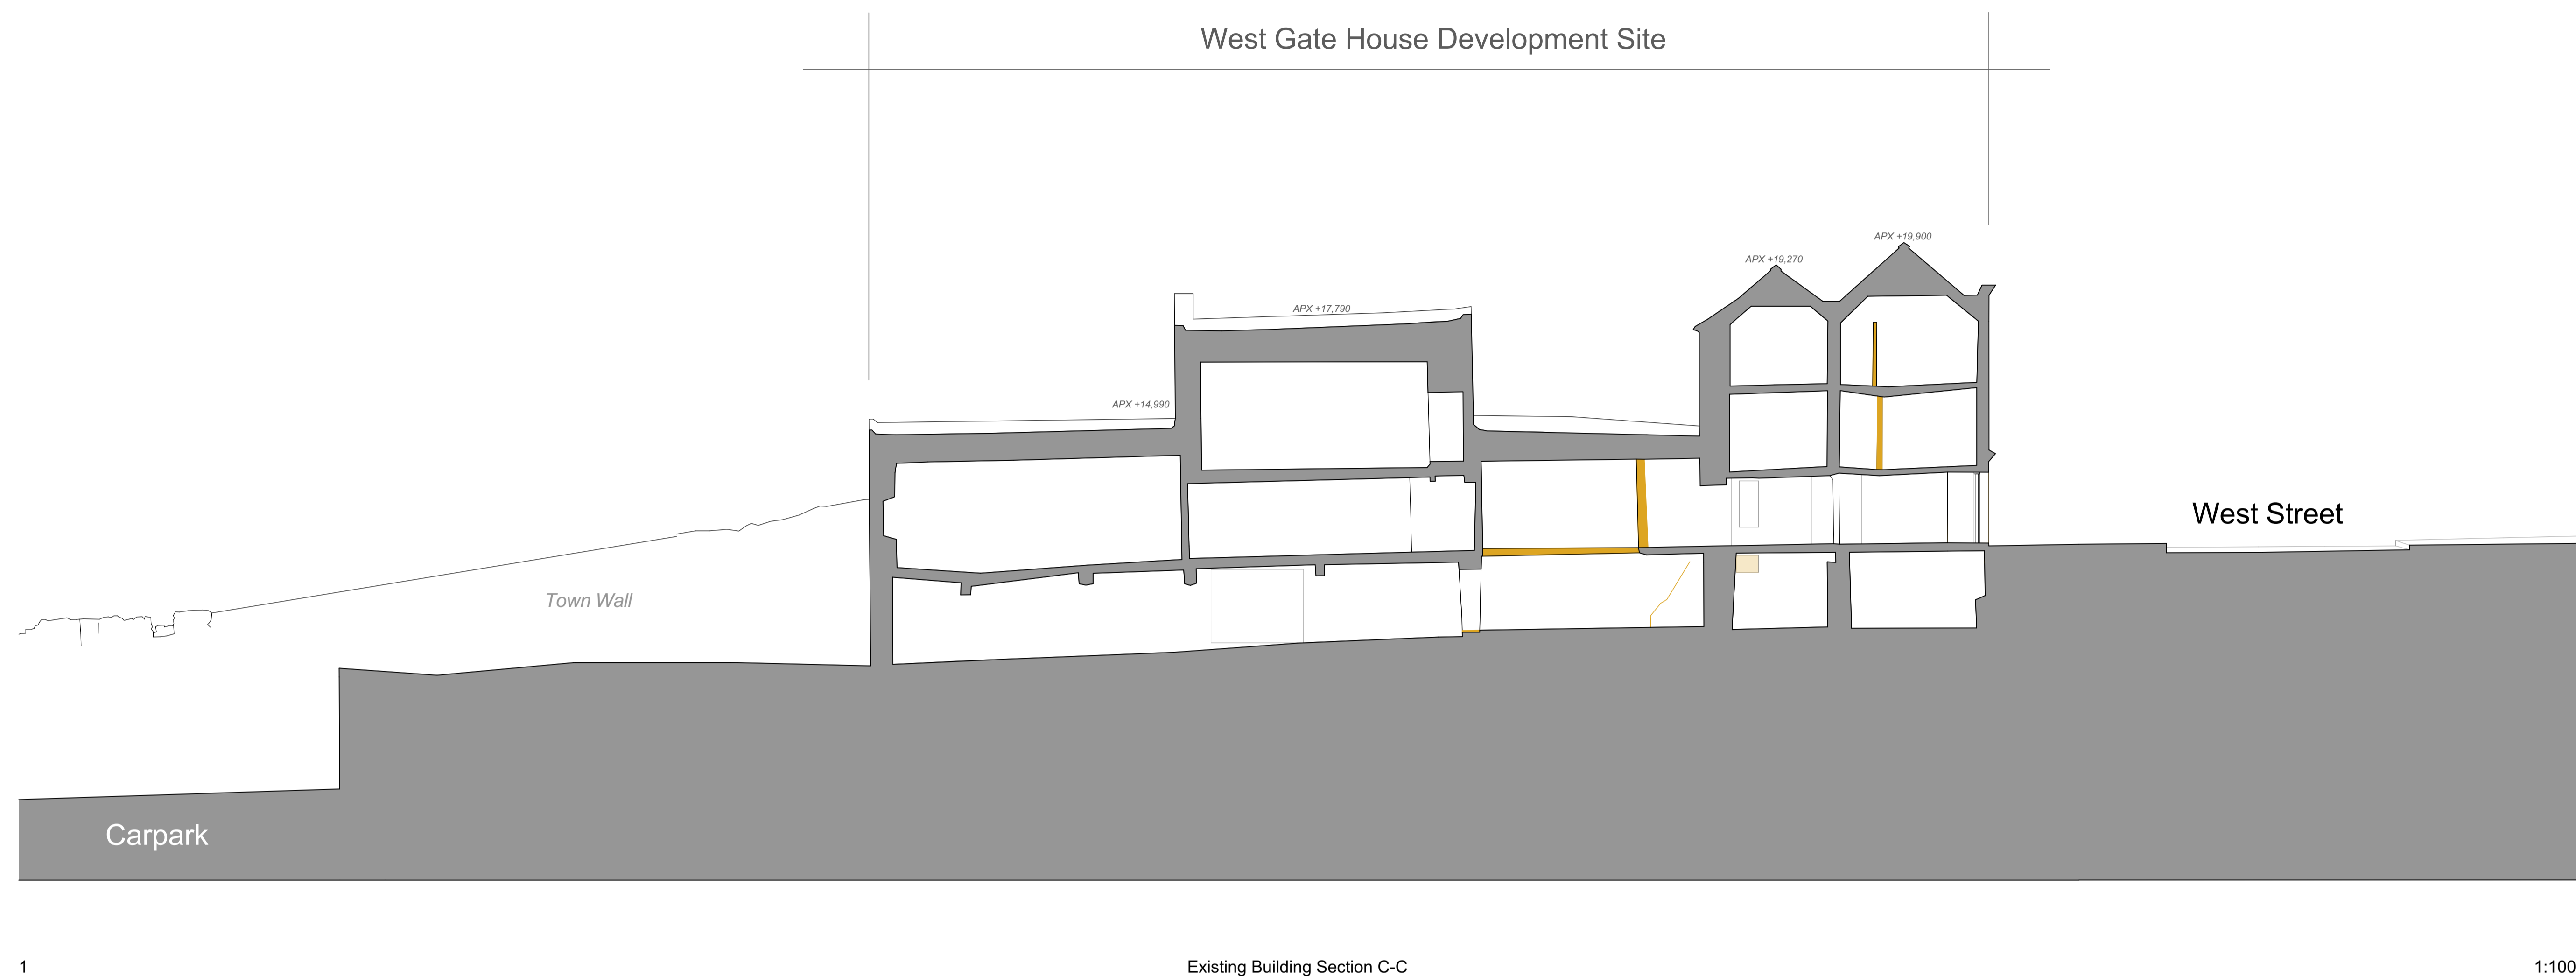 West Gate House Development Site
APX +19,900
APX +19,270
APX +17,790
APX +14,990
West Street
Town Wall
Carpark
1
Existing Building Section C-C
1:100